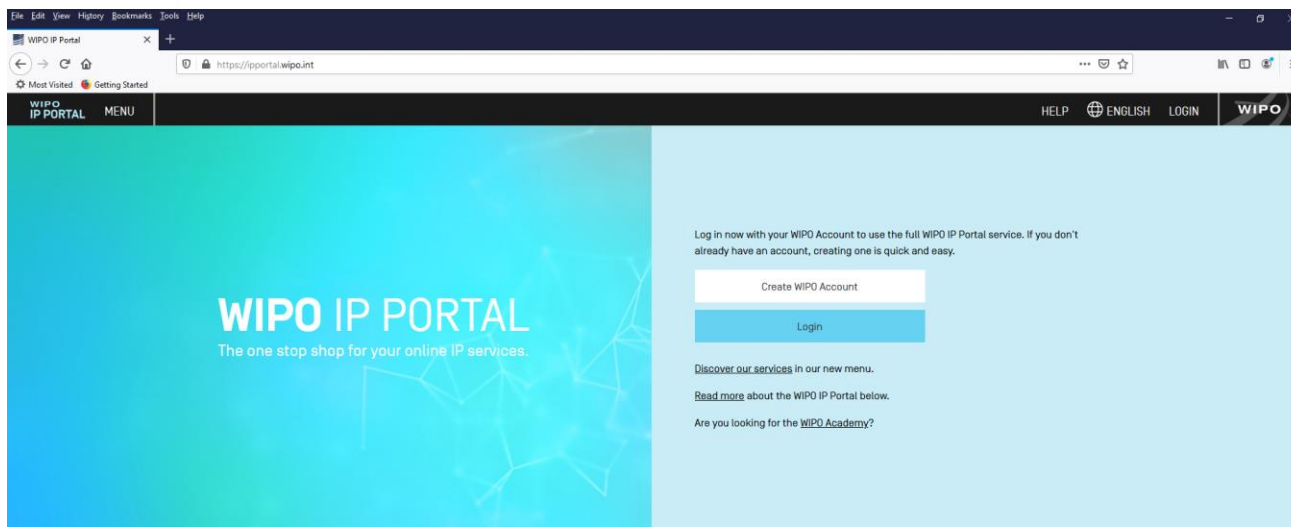 File Edit View History Bookmarks Tools Help
WIPO IP Portal
https://ipportal.wipo.int
Most Visited Getting Started
WIPO
IP PORTAL MENU HELP ENGLISH LOGIN WIPO
Log in now with your WIPO Account to use the full WIPO IP Portal service. If you don't
already have an account, creating one is quick and easy.
Create WIPO Account
Login
WIPO IP PORTAL
The one stop shop for your online IP services.
Discover our services in our new menu.
Read more about the WIPO IP Portal below.
Are you looking for the WIPO Academy?